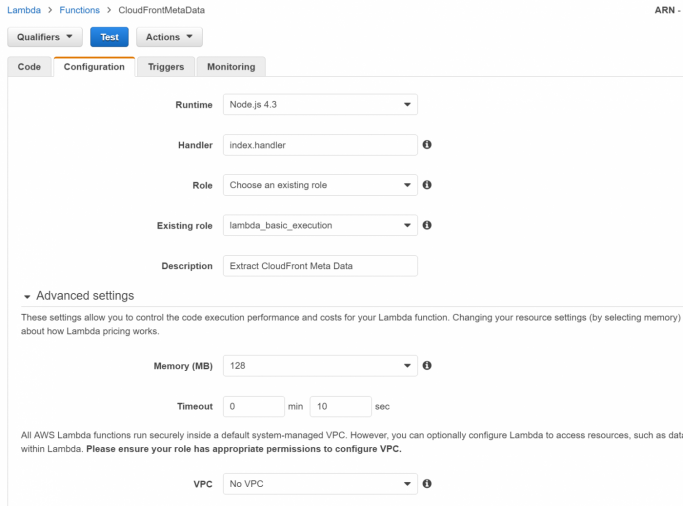 Lambda > Functions > CloudFrontMetaData ARN -
Qualifiers Test Actions
Code Configuration Triggers Monitoring
Runtime Node.js 4.3
Handler index.handler
Role Choose an existing role
Existing role lambda_basic_execution
Description Extract CloudFront Meta Data
Advanced settings
These settings allow you to control the code execution performance and costs for your Lambda function. Changing your resource settings (by selecting memory)
about how Lambda pricing works.
Memory (MB) 128
Timeout 0 min 10 sec
All AWS Lambda functions run securely inside a default system-managed VPC. However, you can optionally configure Lambda to access resources, such as data
within Lambda. Please ensure your role has appropriate permissions to configure VPC.
VPC No VPC